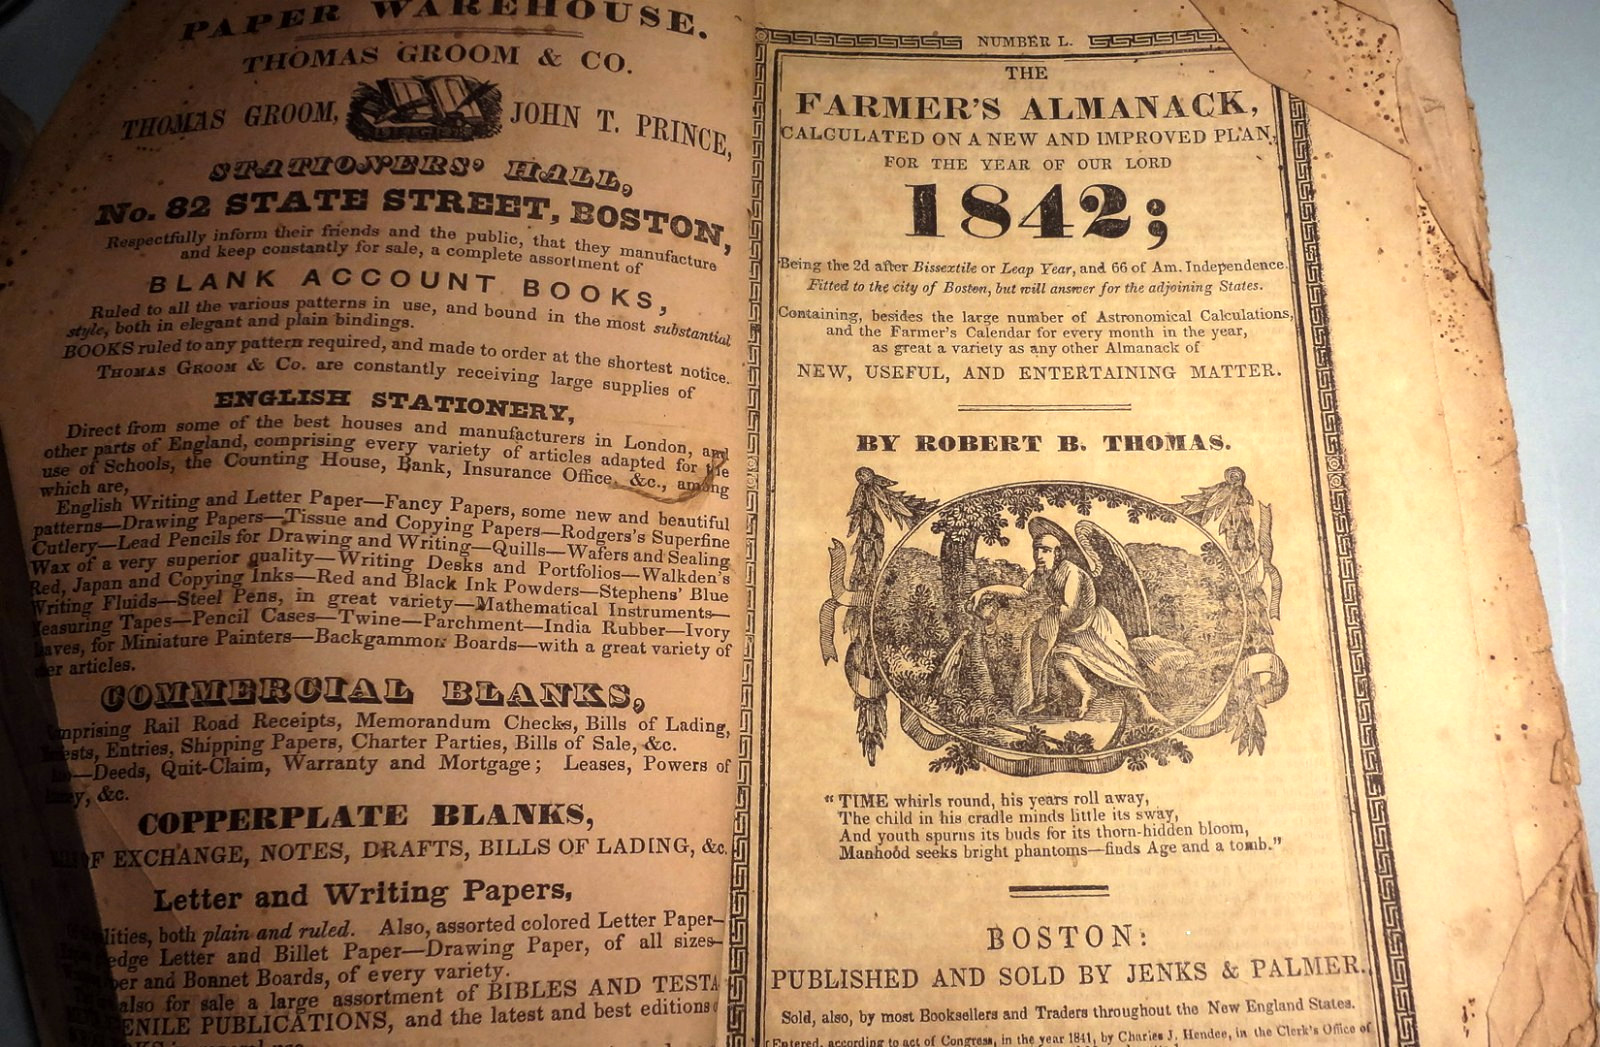 PAPER WAREHOUSE.
THOMAS GROOM & CO.
THOMAS GROOM, JOHN T. PRINCE,
STATIONERS' HALL,
No. 82 STATE STREET, BOSTON,
Respectfully inform their friends and the public, that they manufacture
and keep constantly for sale, a complete assortment of
BLANK ACCOUNT BOOKS,
Ruled to all the various patterns in use, and bound in the most substantial
style, both in elegant and plain bindings.
BOOKS ruled to any pattern required, and made to order at the shortest notice.
THOMAS GROOM & Co. are constantly receiving large supplies of
ENGLISH STATIONERY,
Direct from some of the best houses and manufacturers in London, and
other parts of England, comprising every variety of articles adapted for the
use of Schools, the Counting House, Bank, Insurance Office, &c., among
which are,
English Writing and Letter Paper—Fancy Papers, some new and beautiful
patterns—Drawing Papers—Tissue and Copying Papers—Rodgers's Superfine
Cutlery—Lead Pencils for Drawing and Writing—Quills—Wafers and Sealing
Wax of a very superior quality—Writing Desks and Portfolios—Walkden's
Red, Japan and Copying Inks—Red and Black Ink Powders—Stephens' Blue
Writing Fluids—Steel Pens, in great variety—Mathematical Instruments—
easuring Tapes—Pencil Cases—Twine—Parchment—India Rubber—Ivory
aves, for Miniature Painters—Backgammon Boards—with a great variety of
er articles.
COMMERCIAL BLANKS,
mprising Rail Road Receipts, Memorandum Checks, Bills of Lading,
ests, Entries, Shipping Papers, Charter Parties, Bills of Sale, &c.
—Deeds, Quit-Claim, Warranty and Mortgage; Leases, Powers of
ey, &c.
COPPERPLATE BLANKS,
OF EXCHANGE, NOTES, DRAFTS, BILLS OF LADING, &c.
Letter and Writing Papers,
lities, both plain and ruled. Also, assorted colored Letter Paper—
edge Letter and Billet Paper—Drawing Paper, of all sizes—
per and Bonnet Boards, of every variety.
also for sale a large assortment of BIBLES AND TESTA
ENILE PUBLICATIONS, and the latest and best editions
NUMBER L.
THE
FARMER'S ALMANACK,
CALCULATED ON A NEW AND IMPROVED PLAN,
FOR THE YEAR OF OUR LORD
1842;
Being the 2d after Bissextile or Leap Year, and 66 of Am. Independence.
Fitted to the city of Boston, but will answer for the adjoining States.
Containing, besides the large number of Astronomical Calculations,
and the Farmer's Calendar for every month in the year,
as great a variety as any other Almanack of
NEW, USEFUL, AND ENTERTAINING MATTER.
BY ROBERT B. THOMAS.
"TIME whirls round, his years roll away,
The child in his cradle minds little its sway,
And youth spurns its buds for its thorn-hidden bloom,
Manhood seeks bright phantoms—finds Age and a tomb."
BOSTON:
PUBLISHED AND SOLD BY JENKS & PALMER.
Sold, also, by most Booksellers and Traders throughout the New England States.
[Entered, according to act of Congress, in the year 1841, by Charles J. Hendee, in the Clerk's Office of